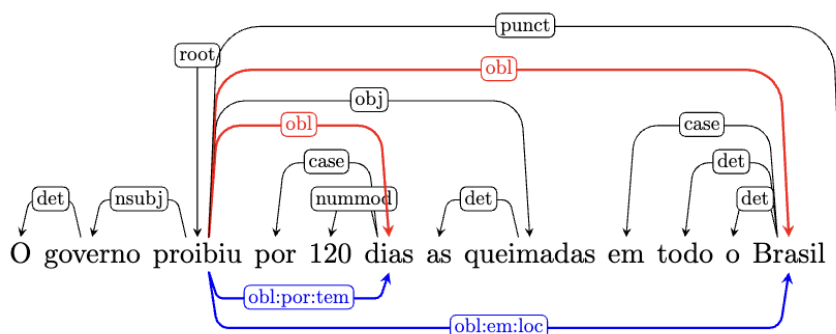 punct
root
obl
obj
obl case
case det
det nsubj nummod det det
O governo proibiu por 120 dias as queimadas em todo o Brasil
obl:por:tem
obl:em:loc